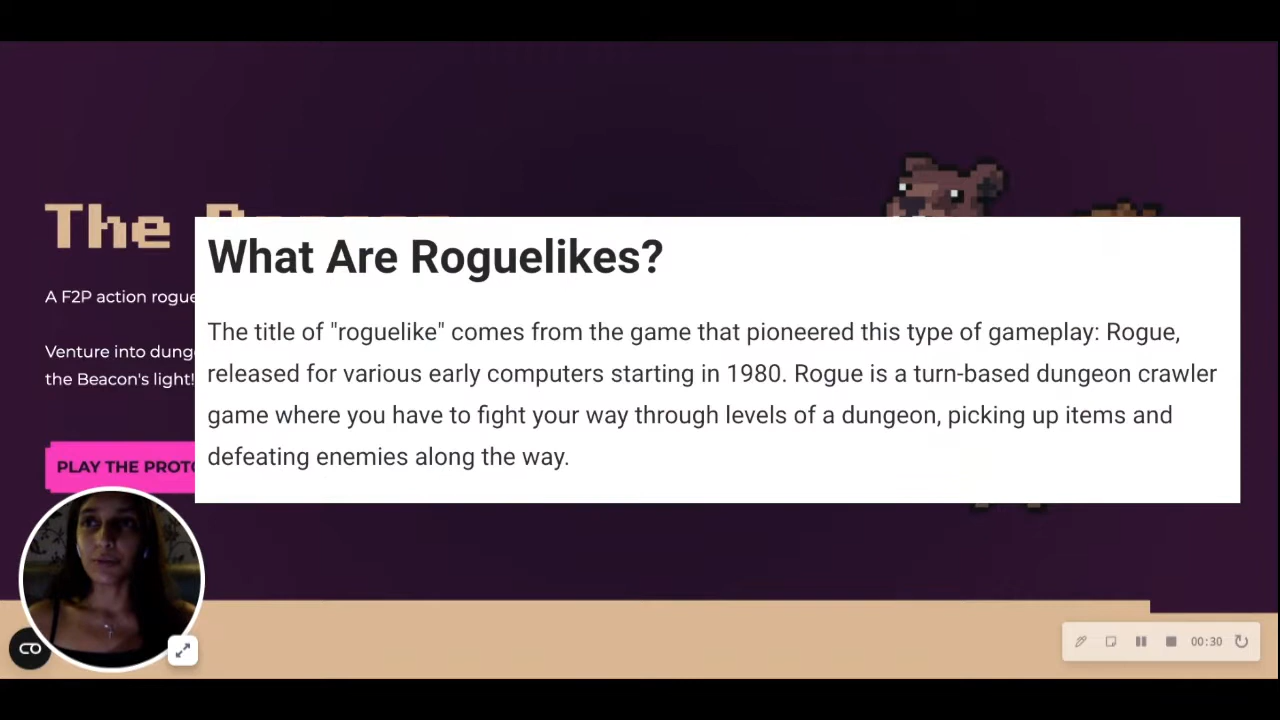 The
A F2P action rogue
Venture into dung
the Beacon's light!
PLAY THE PROTO
What Are Roguelikes?
The title of "roguelike" comes from the game that pioneered this type of gameplay: Rogue,
released for various early computers starting in 1980. Rogue is a turn-based dungeon crawler
game where you have to fight your way through levels of a dungeon, picking up items and
defeating enemies along the way.
00:30